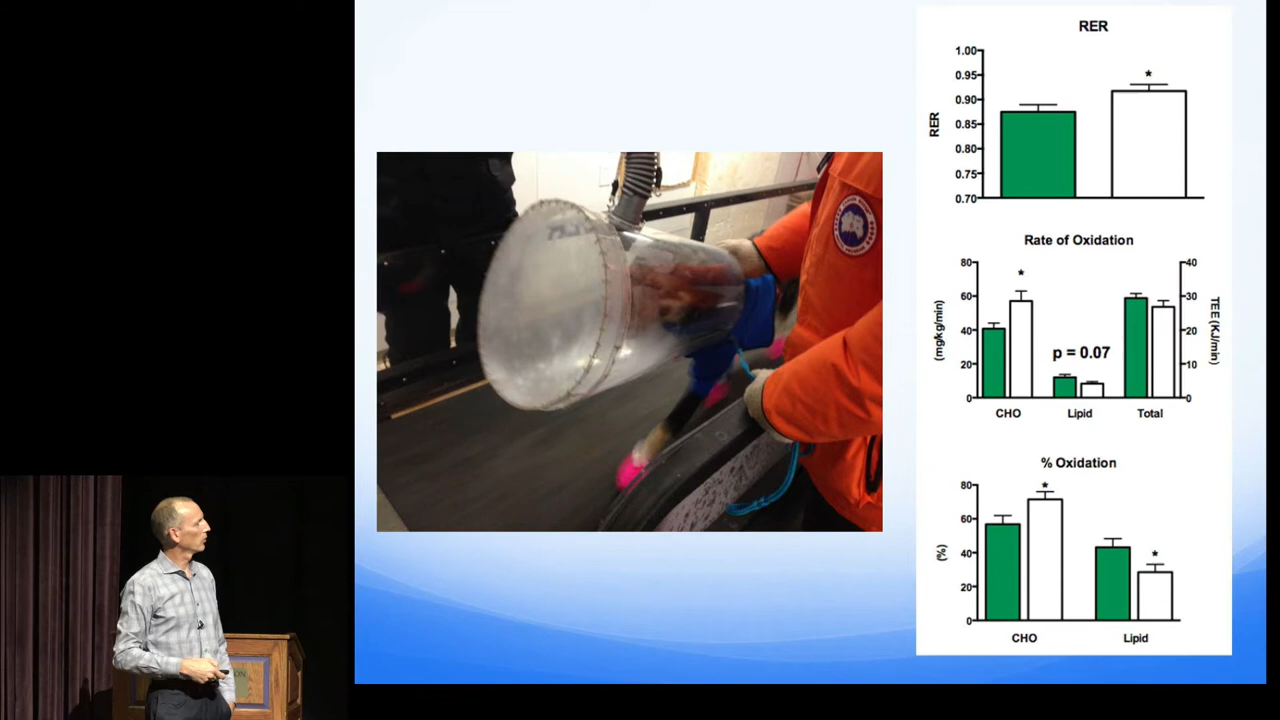 RER
1.00
0.95
0.90
0.85
0.80
0.75
0.70
RER
*
Rate of Oxidation
80
60
40
20
0
(mg/kg/min)
*
p = 0.07
40
30
20
10
0
TEE (KJ/min)
CHO Lipid Total
% Oxidation
80
60
40
20
0
(%)
*
*
CHO Lipid
ON